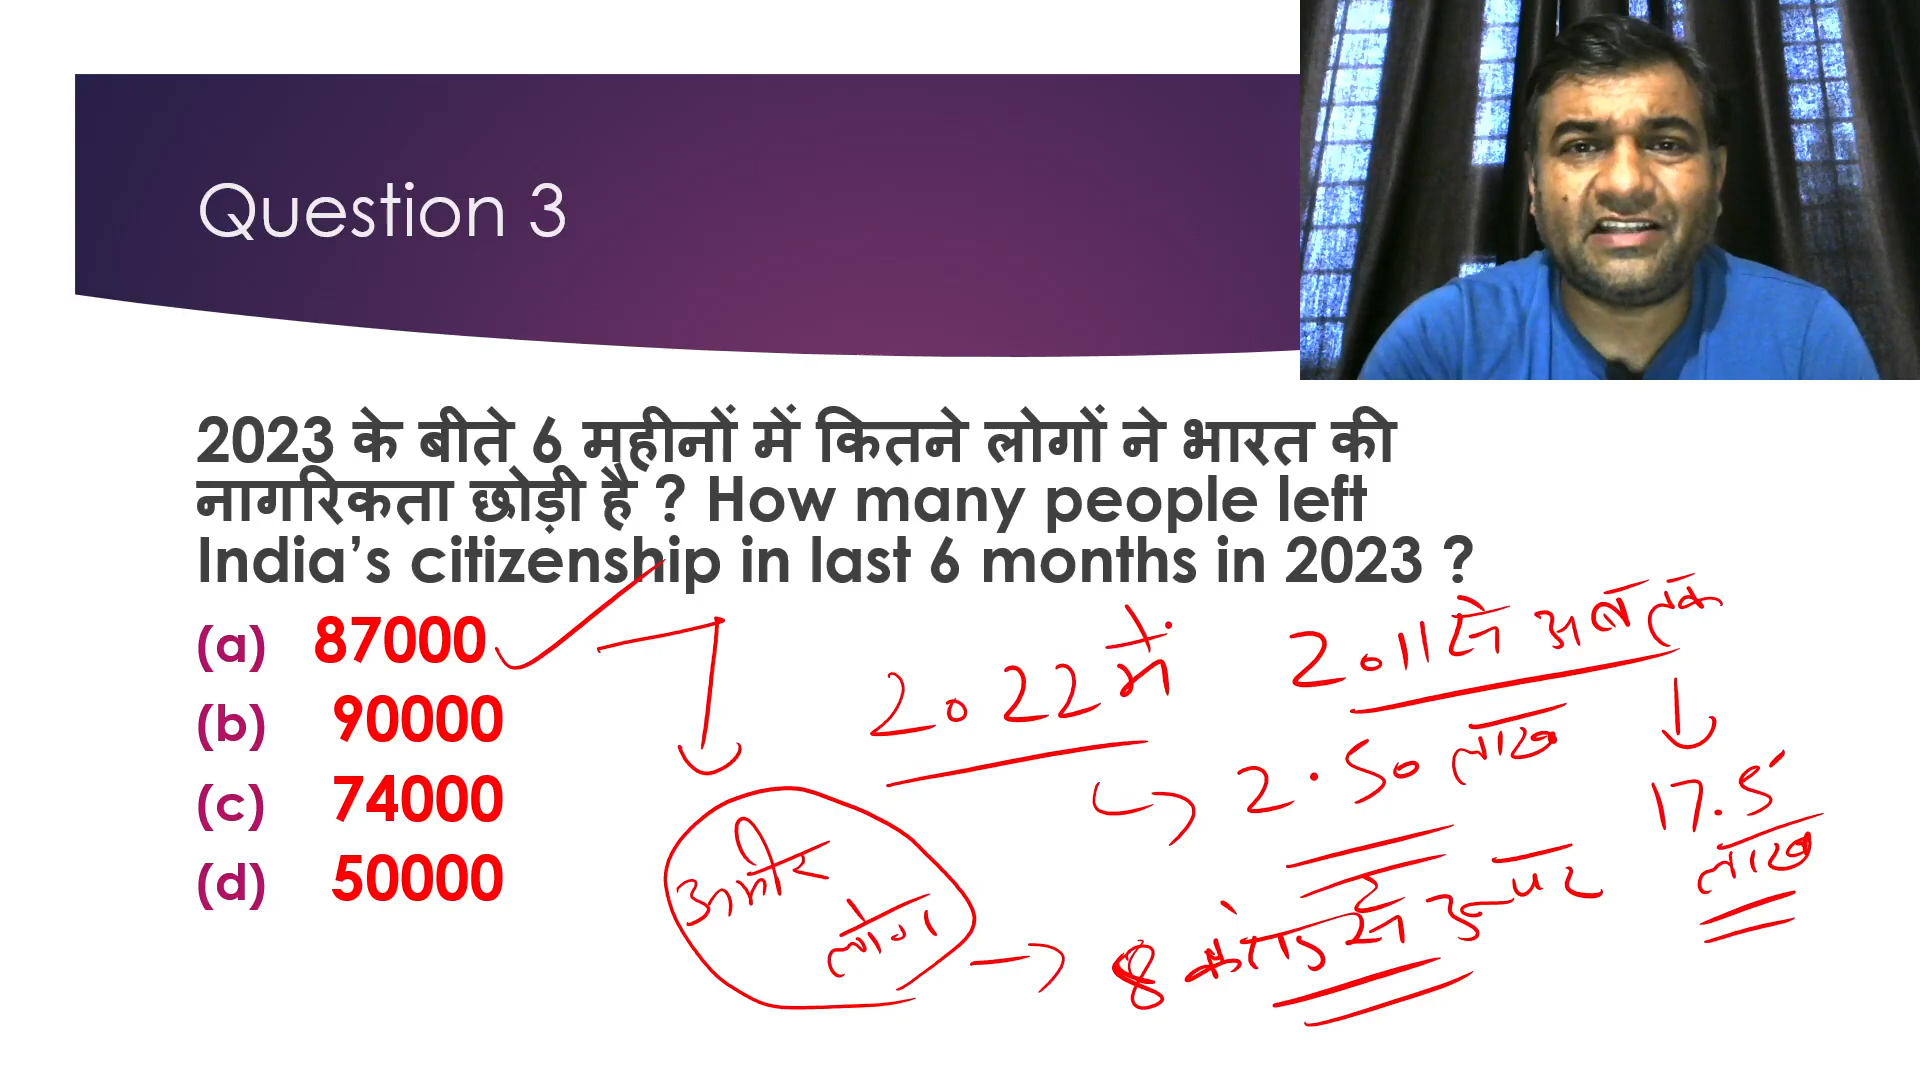 Question 3
2023 के बीते 6 महीनों में कितने लोगों ने भारत की
नागरिकता छोड़ी है ? How many people left
India’s citizenship in last 6 months in 2023 ?
(a) 87000
(b) 90000
(c) 74000
(d) 50000
2022 में
2.50 लाख
2011 से अब तक
17.5
लाख
अमीर
लोग
8 करोड़ से ऊपर